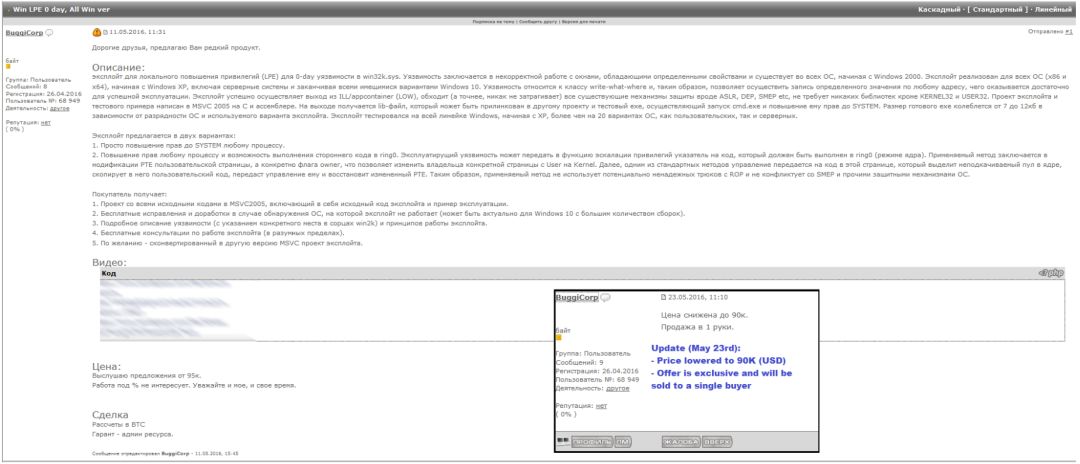 Win LPE 0 day, All Win ver
Каскадный · [ Стандартный ] · Линейный
Подписка на тему | Сообщить другу | Версия для печати
BuggiCorp
11.05.2016, 11:31
Отправлено #1
байт
Группа: Пользователь
Сообщений: 8
Регистрация: 26.04.2016
Пользователь №: 68 949
Деятельность: другое
Репутация: нет
( 0% )
Дорогие друзья, предлагаю Вам редкий продукт.
Описание:
эксплойт для локального повышения привилегий (LPE) для 0-day уязвимости в win32k.sys. Уязвимость заключается в некорректной работе с окнами, обладающими определенными свойствами и существует во всех ОС, начиная с Windows 2000. Эксплойт реализован для всех ОС (x86 и
x64), начиная с Windows XP, включая серверные системы и заканчивая всеми имеющимися вариантами Windows 10. Уязвимость относится к классу write-what-where и, таким образом, позволяет осуществить запись определенного значения по любому адресу, чего оказывается достаточно
для успешной эксплуатации. Эксплойт успешно осуществляет выход из ILL/appcontainer (LOW), обходит (а точнее, никак не затрагивает) все существующие механизмы защиты вроде ASLR, DEP, SMEP etc, не требует никаких библиотек кроме KERNEL32 и USER32. Проект эксплойта и
тестового примера написан в MSVC 2005 на С и ассемблере. На выходе получается lib-файл, который может быть прилинкован в другому проекту и тестовый exe, осуществляющий запуск cmd.exe и повышение ему прав до SYSTEM. Размер готового exe колеблется от 7 до 12кб в
зависимости от разрядности ОС и используемого варианта эксплойта. Эксплойт тестировался на всей линейке Windows, начиная с XP, более чем на 20 вариантах ОС, как пользовательских, так и серверных.
Эксплойт предлагается в двух вариантах:
1. Просто повышение прав до SYSTEM любому процессу.
2. Повышение прав любому процессу и возможность выполнения стороннего кода в ring0. Эксплуатирующий уязвимость может передать в функцию эскалации привилегий указатель на код, который должен быть выполнен в ring0 (режиме ядра). Применяемый метод заключается в
модификации PTE пользовательской страницы, а конкретно флага owner, что позволяет изменить владельца конкретной страницы с User на Kernel. Далее, одним из стандартных методов управление передается на код в этой странице, который выделит неподкачиваемый пул в ядре,
скопирует в него пользовательский код, передаст управление ему и восстановит измененный PTE. Таким образом, применяемый метод не использует потенциально ненадежных трюков с ROP и не конфликтует со SMEP и прочими защитными механизмами ОС.
Покупатель получает:
1. Проект со всеми исходными кодами в MSVC2005, включающий в себя исходный код эксплойта и пример эксплуатации.
2. Бесплатные исправления и доработки в случае обнаружения ОС, на которой эксплойт не работает (может быть актуально для Windows 10 с большим количеством сборок).
3. Подробное описание уязвимости (с указанием конкретного места в сорцах win2k) и принципов работы эксплойта.
4. Бесплатные консультации по работе эксплойта (в разумных пределах).
5. По желанию - сконвертированный в другую версию MSVC проект эксплойта.
Видео:
Код
<?php
Цена:
Выслушаю предложения от 95к.
Работа под % не интересует. Уважайте и мое, и свое время.
Сделка
Рассчеты в BTC
Гарант - админ ресурса.
Сообщение отредактировал BuggiCorp - 11.05.2016, 15:45
BuggiCorp
23.05.2016, 11:10
Цена снижена до 90к.
Продажа в 1 руки.
байт
Группа: Пользователь
Сообщений: 9
Регистрация: 26.04.2016
Пользователь №: 68 949
Деятельность: другое
Репутация: нет
( 0% )
Update (May 23rd):
- Price lowered to 90K (USD)
- Offer is exclusive and will be
sold to a single buyer
ПРОФИЛЬ ПМ ЖАЛОБА ВВЕРХ